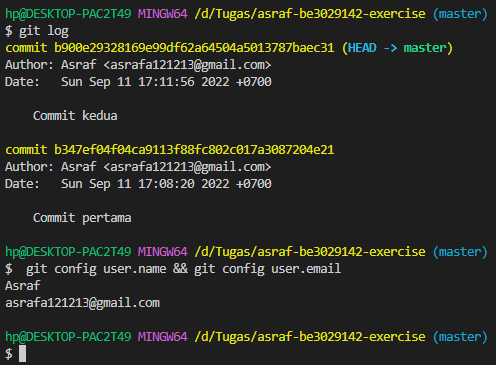 hp@DESKTOP-PAC2T49 MINGW64 /d/Tugas/asraf-be3029142-exercise (master)
$ git log
commit b900e29328169e99df62a64504a5013787baec31 (HEAD -> master)
Author: Asraf <asrafa121213@gmail.com>
Date:   Sun Sep 11 17:11:56 2022 +0700
    Commit kedua
commit b347ef04f04ca9113f88fc802c017a3087204e21
Author: Asraf <asrafa121213@gmail.com>
Date:   Sun Sep 11 17:08:20 2022 +0700
    Commit pertama
hp@DESKTOP-PAC2T49 MINGW64 /d/Tugas/asraf-be3029142-exercise (master)
$  git config user.name && git config user.email
Asraf
asrafa121213@gmail.com
hp@DESKTOP-PAC2T49 MINGW64 /d/Tugas/asraf-be3029142-exercise (master)
$